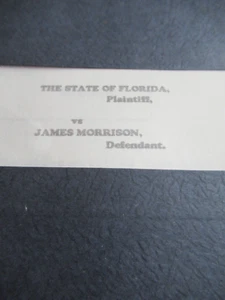 THE STATE OF FLORIDA,
Plaintiff,
vs
JAMES MORRISON,
Defendant.